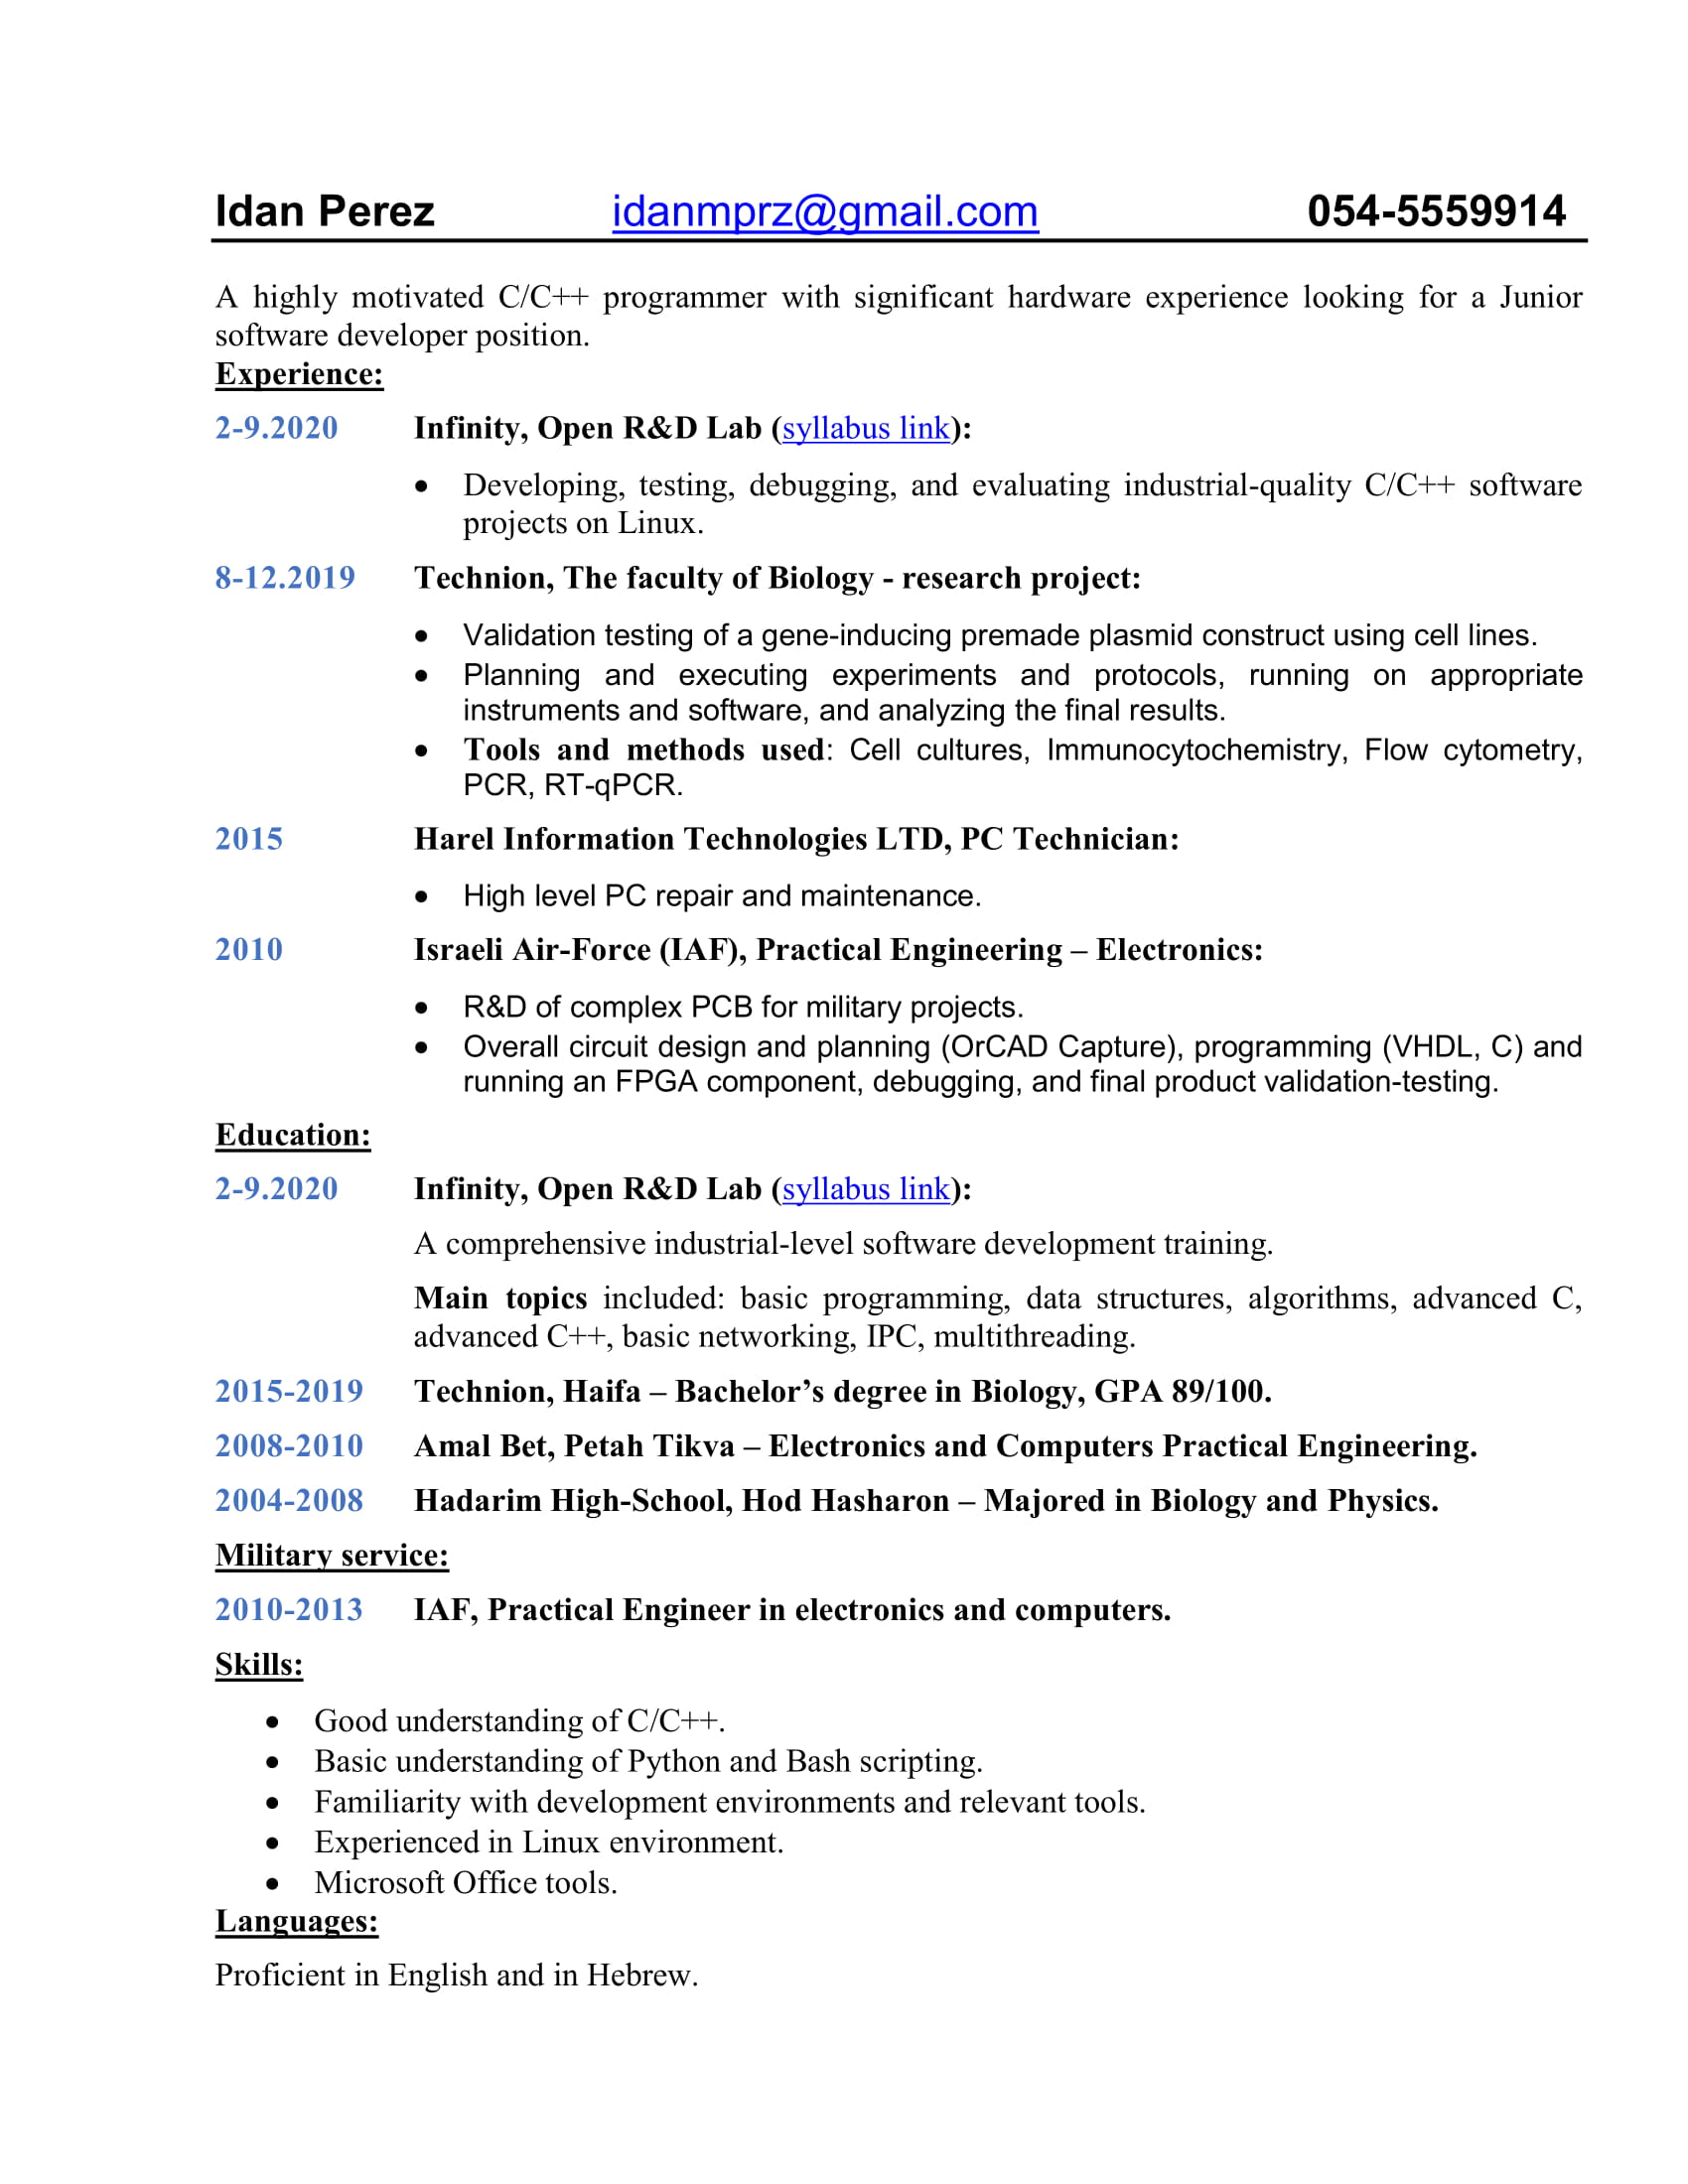 Idan Perez idanmprz@gmail.com 054-5559914
A highly motivated C/C++ programmer with significant hardware experience looking for a Junior
software developer position.
Experience:
2-9.2020 Infinity, Open R&D Lab (syllabus link):
• Developing, testing, debugging, and evaluating industrial-quality C/C++ software
projects on Linux.
8-12.2019 Technion, The faculty of Biology - research project:
• Validation testing of a gene-inducing premade plasmid construct using cell lines.
• Planning and executing experiments and protocols, running on appropriate
instruments and software, and analyzing the final results.
• Tools and methods used: Cell cultures, Immunocytochemistry, Flow cytometry,
PCR, RT-qPCR.
2015 Harel Information Technologies LTD, PC Technician:
• High level PC repair and maintenance.
2010 Israeli Air-Force (IAF), Practical Engineering – Electronics:
• R&D of complex PCB for military projects.
• Overall circuit design and planning (OrCAD Capture), programming (VHDL, C) and
running an FPGA component, debugging, and final product validation-testing.
Education:
2-9.2020 Infinity, Open R&D Lab (syllabus link):
A comprehensive industrial-level software development training.
Main topics included: basic programming, data structures, algorithms, advanced C,
advanced C++, basic networking, IPC, multithreading.
2015-2019 Technion, Haifa – Bachelor’s degree in Biology, GPA 89/100.
2008-2010 Amal Bet, Petah Tikva – Electronics and Computers Practical Engineering.
2004-2008 Hadarim High-School, Hod Hasharon – Majored in Biology and Physics.
Military service:
2010-2013 IAF, Practical Engineer in electronics and computers.
Skills:
• Good understanding of C/C++.
• Basic understanding of Python and Bash scripting.
• Familiarity with development environments and relevant tools.
• Experienced in Linux environment.
• Microsoft Office tools.
Languages:
Proficient in English and in Hebrew.